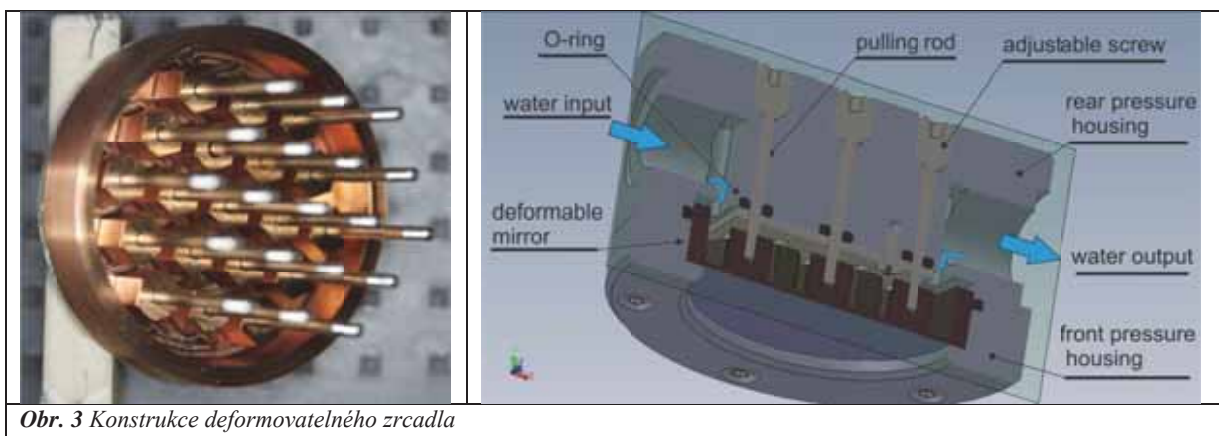 O-ring
pulling rod
adjustable screw
water input
rear pressure
housing
deformable
mirror
water output
front pressure
housing
Obr. 3 Konstrukce deformovatelného zrcadla